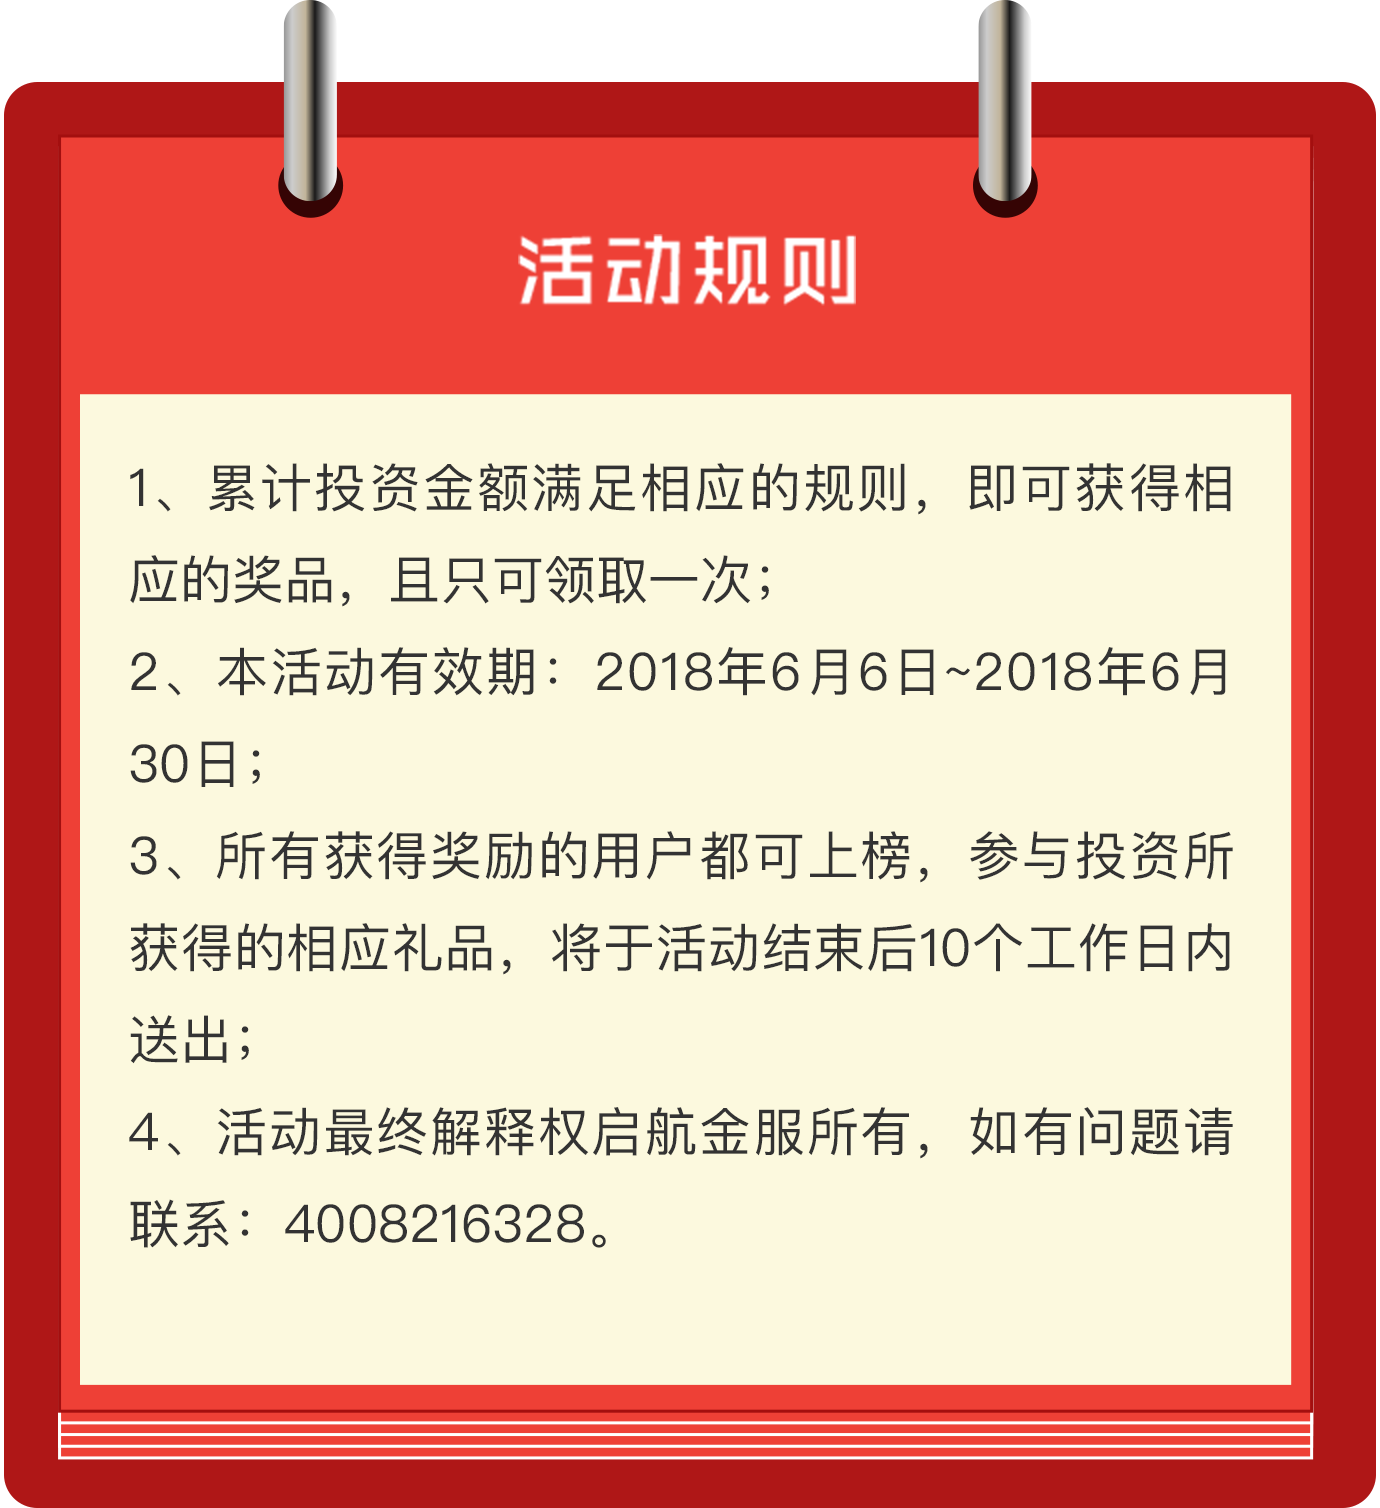 活动规则
1、累计投资金额满足相应的规则，即可获得相
应的奖品，且只可领取一次；
2、本活动有效期：2018年6月6日~2018年6月
30日；
3、所有获得奖励的用户都可上榜，参与投资所
获得的相应礼品，将于活动结束后10个工作日内
送出；
4、活动最终解释权启航金服所有，如有问题请
联系：4008216328。